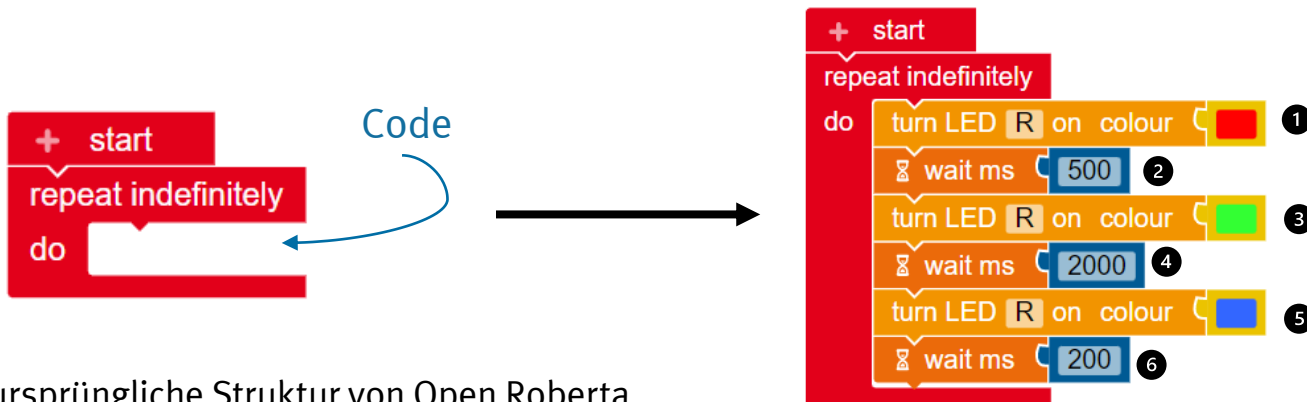 + start
repeat indefinitely
do
Code
+ start
repeat indefinitely
do
turn LED R on colour
1
wait ms 500
2
turn LED R on colour
3
wait ms 2000
4
turn LED R on colour
5
wait ms 200
6
ursprüngliche Struktur von Open Roberta